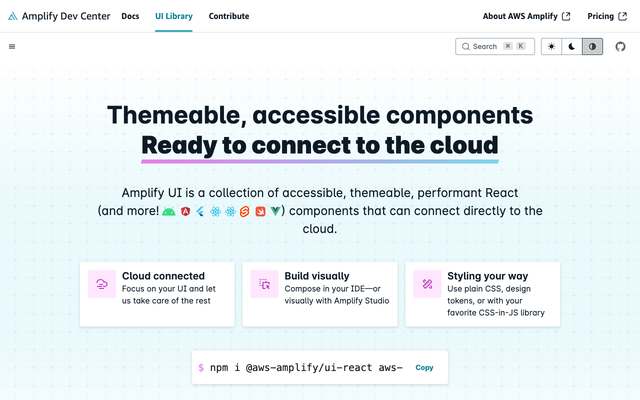 Amplify Dev Center Docs UI Library Contribute About AWS Amplify Pricing
Search ⌘ K
Themeable, accessible components
Ready to connect to the cloud
Amplify UI is a collection of accessible, themeable, performant React
(and more! ) components that can connect directly to the
cloud.
Cloud connected
Focus on your UI and let
us take care of the rest
Build visually
Compose in your IDE—or
visually with Amplify Studio
Styling your way
Use plain CSS, design
tokens, or with your
favorite CSS-in-JS library
$ npm i @aws-amplify/ui-react aws- Copy